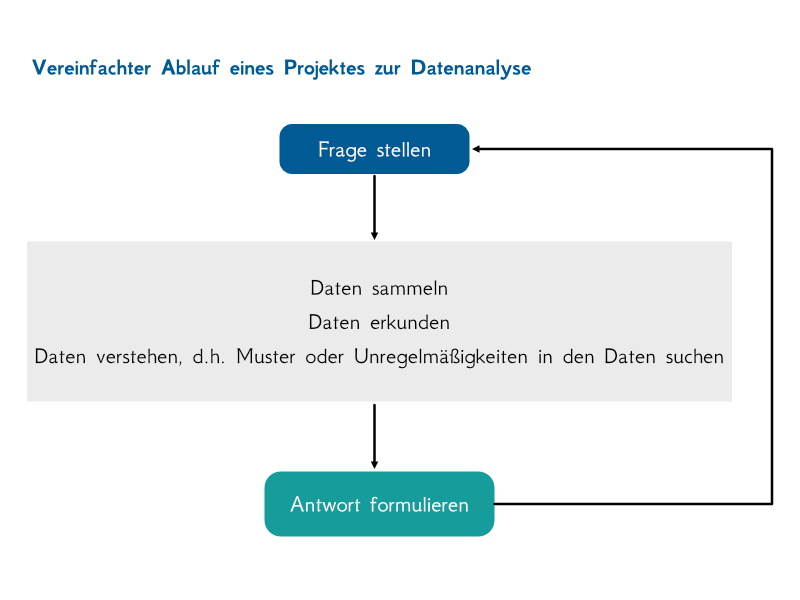 Vereinfachter Ablauf eines Projektes zur Datenanalyse
Frage stellen
Daten sammeln
Daten erkunden
Daten verstehen, d.h. Muster oder Unregelmäßigkeiten in den Daten suchen
Antwort formulieren